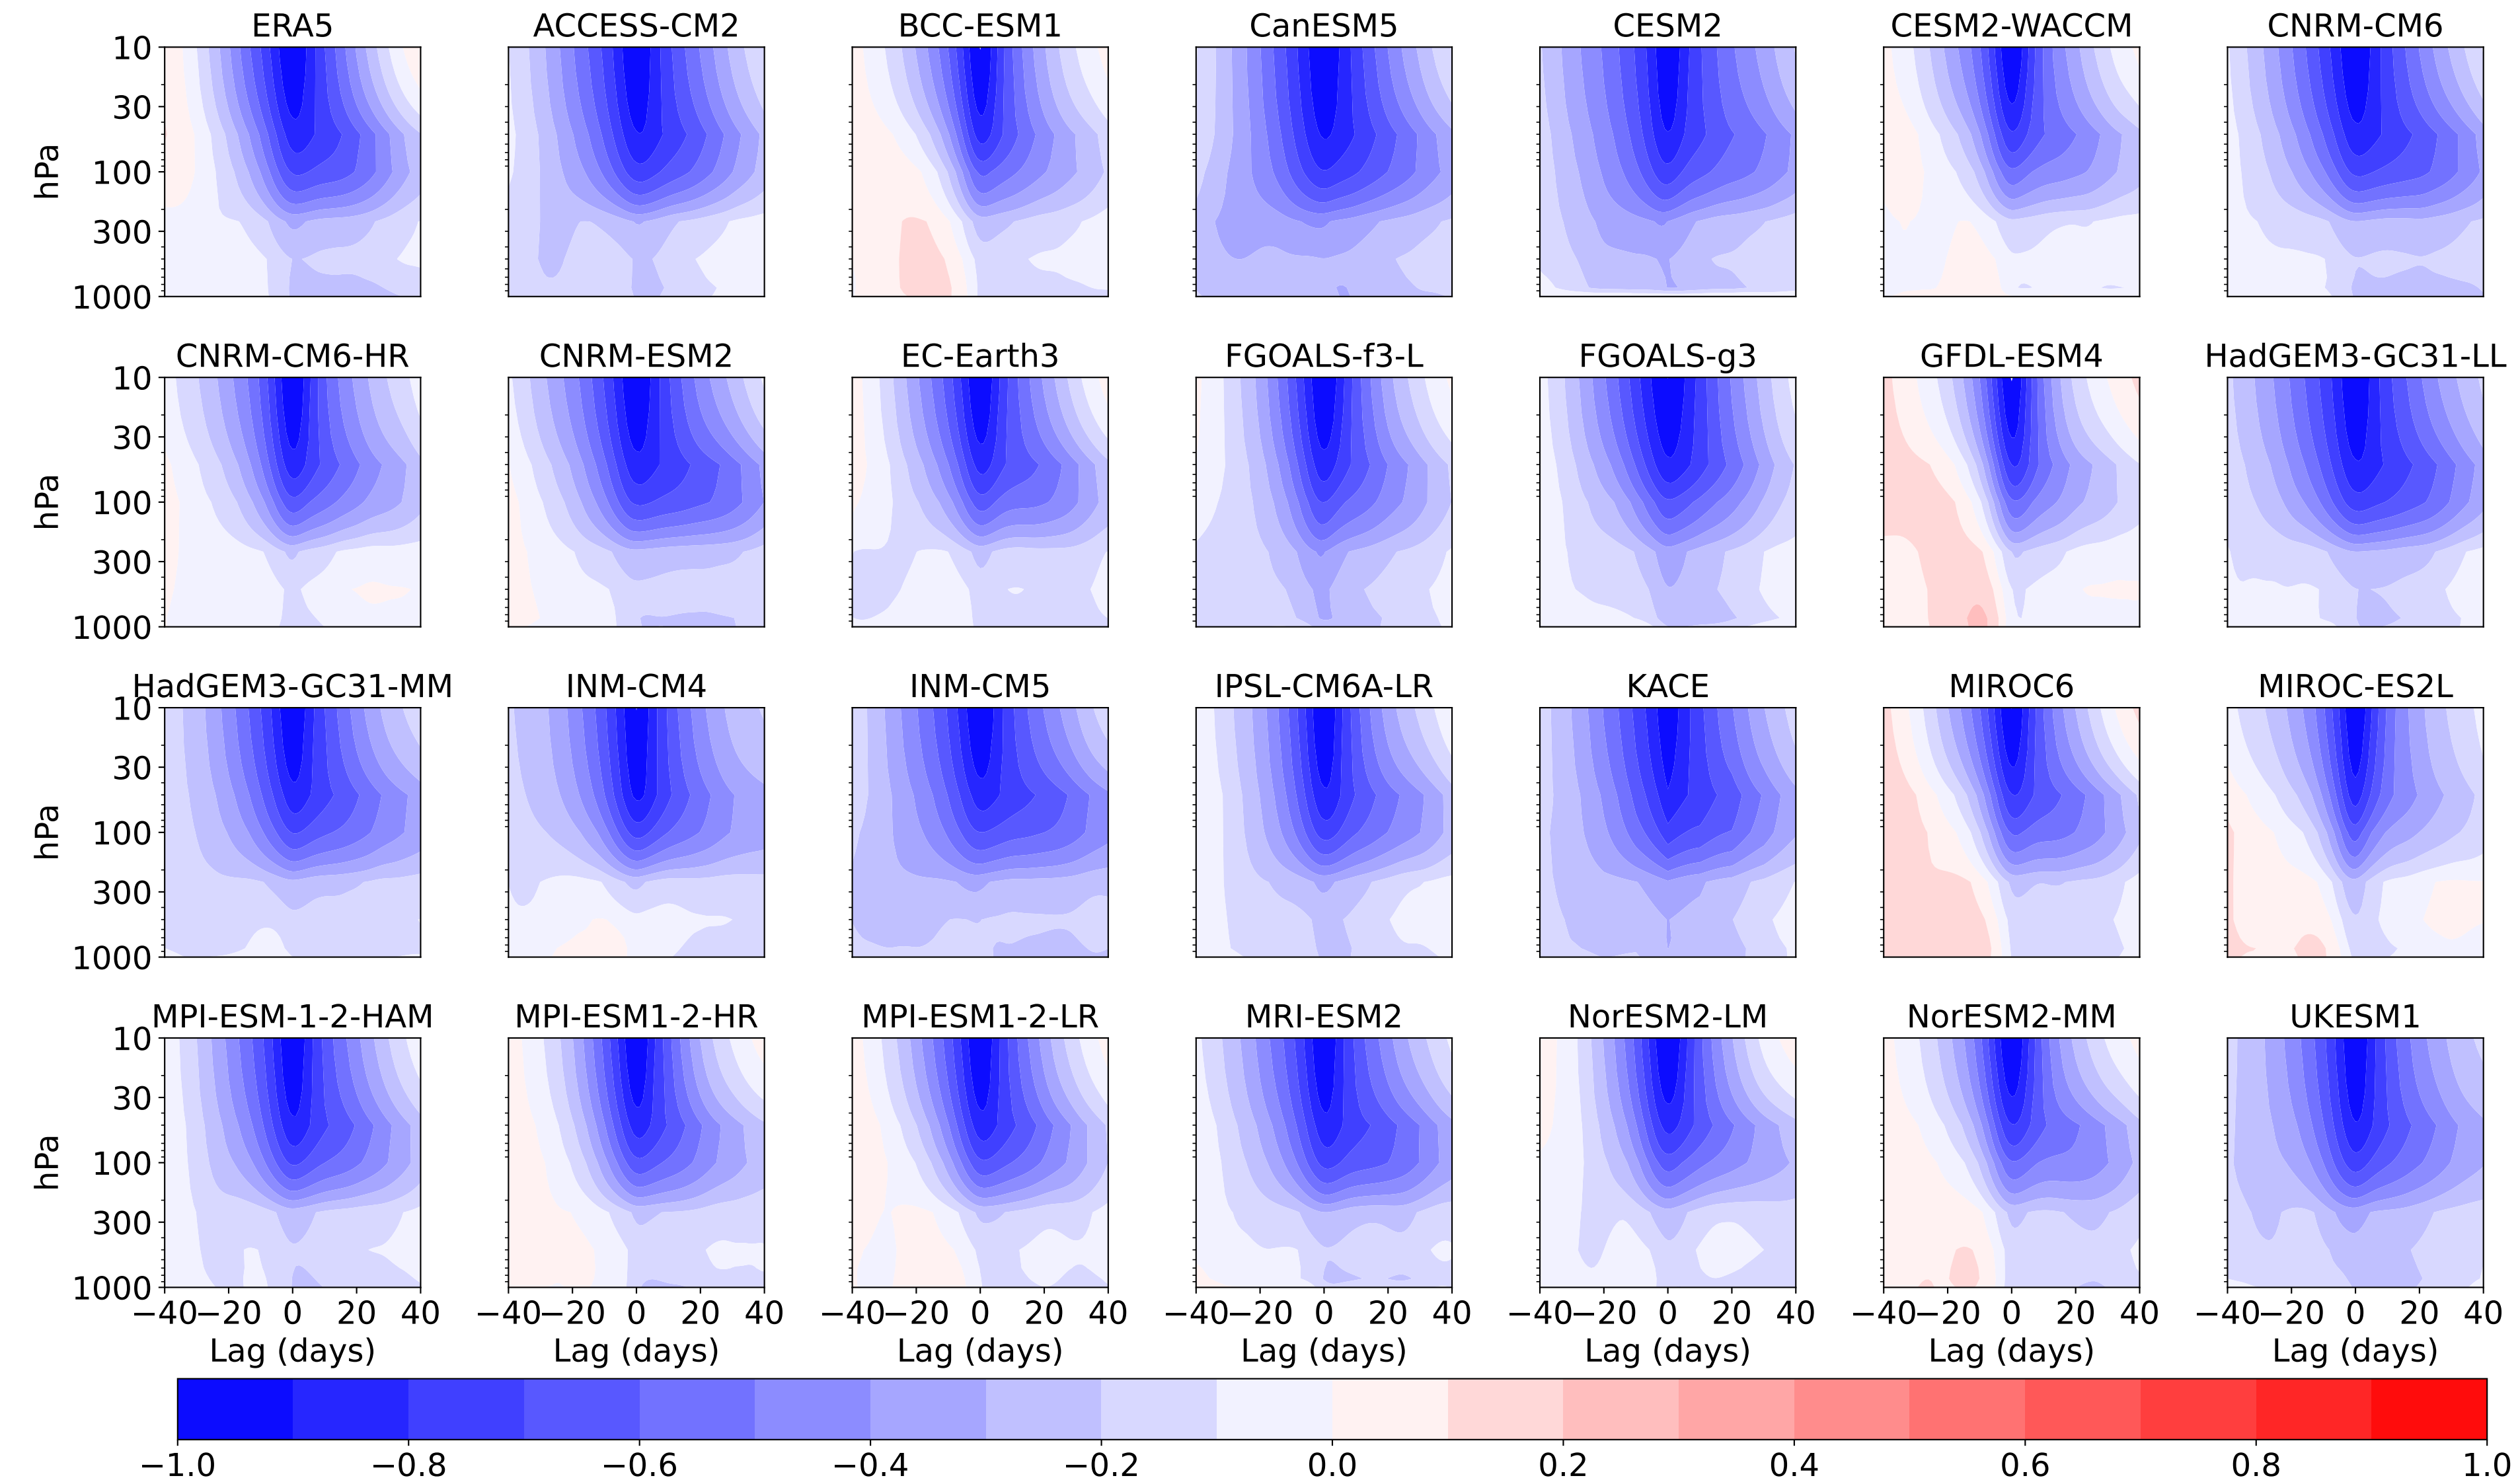 ERA5 ACCESS-CM2 BCC-ESM1 CanESM5 CESM2 CESM2-WACCM CNRM-CM6
10
30
hPa
100
300
1000
CNRM-CM6-HR CNRM-ESM2 EC-Earth3 FGOALS-f3-L FGOALS-g3 GFDL-ESM4 HadGEM3-GC31-LL
10
30
hPa
100
300
1000
HadGEM3-GC31-MM INM-CM4 INM-CM5 IPSL-CM6A-LR KACE MIROC6 MIROC-ES2L
10
30
hPa
100
300
1000
MPI-ESM-1-2-HAM MPI-ESM1-2-HR MPI-ESM1-2-LR MRI-ESM2 NorESM2-LM NorESM2-MM UKESM1
10
30
hPa
100
300
1000
−40 −20 0 20 40 −40 −20 0 20 40 −40 −20 0 20 40 −40 −20 0 20 40 −40 −20 0 20 40 −40 −20 0 20 40 −40 −20 0 20 40
Lag (days) Lag (days) Lag (days) Lag (days) Lag (days) Lag (days) Lag (days)
−1.0 −0.8 −0.6 −0.4 −0.2 0.0 0.2 0.4 0.6 0.8 1.0